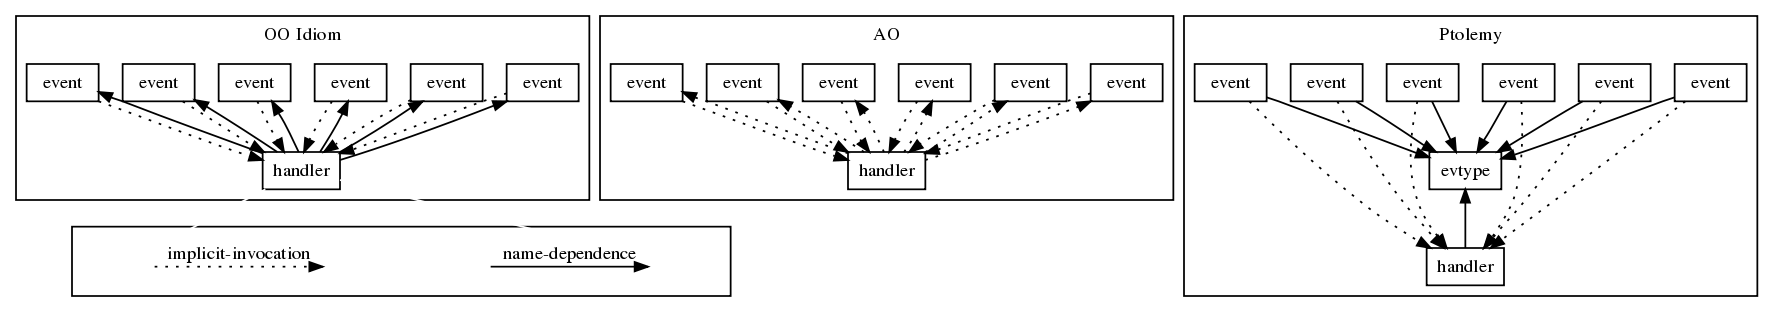 OO Idiom
event event event event event event
handler
AO
event event event event event event
handler
Ptolemy
event event event event event event
evtype
handler
implicit-invocation name-dependence